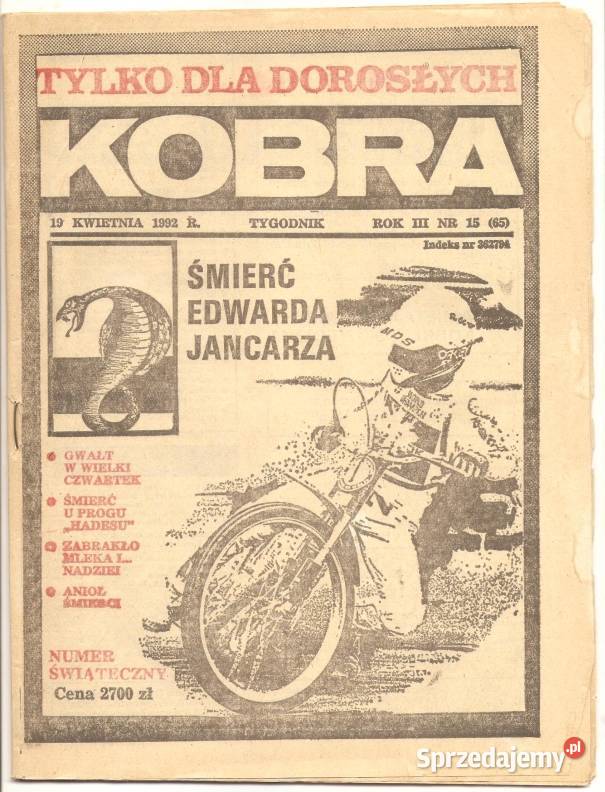 TYLKO DLA DOROSŁYCH
KOBRA
19 KWIETNIA 1992 R. TYGODNIK ROK III NR 15 (65)
Indeks nr 362794
ŚMIERĆ
EDWARDA
JANCARZA
MDS
GWAŁT
W WIELKI
CZWARTEK
ŚMIERĆ
U PROGU
„HADESU"
ZABRAKŁO
MLEKA I...
NADZIEI
ANIOŁ
ŚMIERCI
NUMER
ŚWIĄTECZNY
Cena 2700 zł
Sprzedajemy.pl